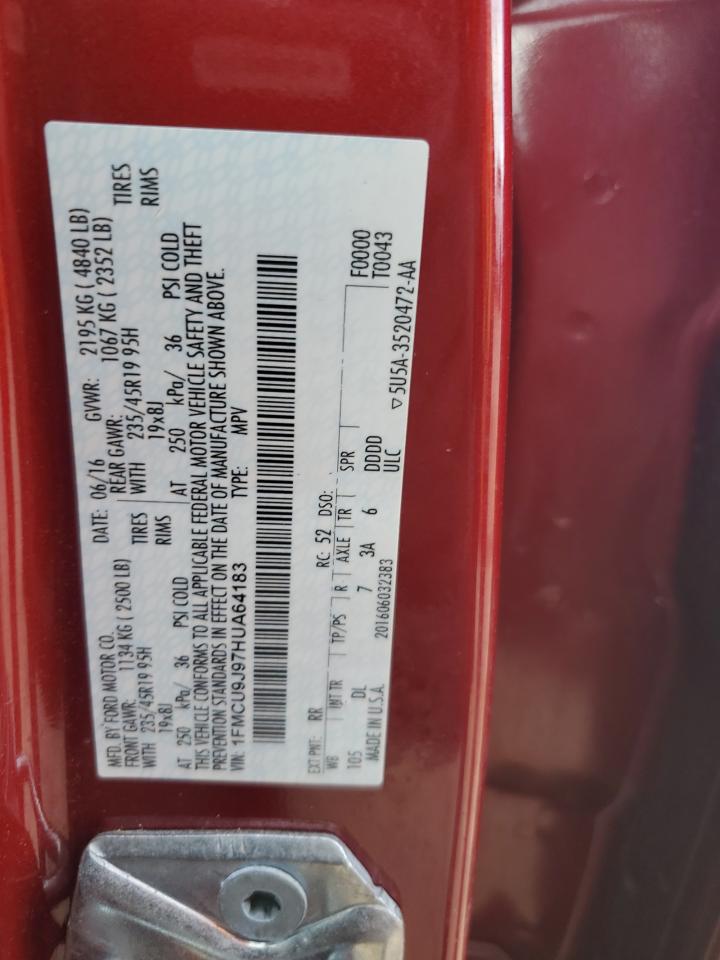 MFD. BY FORD MOTOR CO. DATE: 06/16 GVWR: 2195 KG ( 4840 LB)
FRONT GAWR: 1134 KG ( 2500 LB) REAR GAWR: 1067 KG ( 2352 LB)
WITH 235/45R19 95H TIRES WITH 235/45R19 95H TIRES
19x8J RIMS 19x8J RIMS
AT 250 kPa/ 36 PSI COLD AT 250 kPa/ 36 PSI COLD
THIS VEHICLE CONFORMS TO ALL APPLICABLE FEDERAL MOTOR VEHICLE SAFETY AND THEFT
PREVENTION STANDARDS IN EFFECT ON THE DATE OF MANUFACTURE SHOWN ABOVE.
VIN: 1FMCU9J97HUA64183 TYPE: MPV
EXT PNT: RR RC: 52 DSO:
WB INT TR TP/PS R AXLE TR SPR F0000
105 DL 7 3A 6 DDDD T0043
MADE IN U.S.A. 201606032383 ULC ▽5U5A-3520472-AA